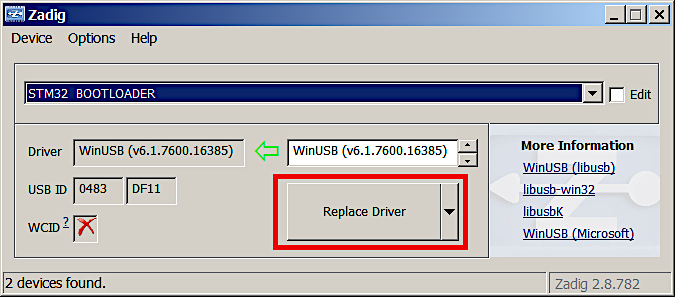 Zadig
Device Options Help
STM32 BOOTLOADER
Edit
Driver WinUSB (v6.1.7600.16385) WinUSB (v6.1.7600.16385)
USB ID 0483 DF11
WCID ?
Replace Driver
More Information
WinUSB (libusb)
libusb-win32
libusbK
WinUSB (Microsoft)
2 devices found.
Zadig 2.8.782